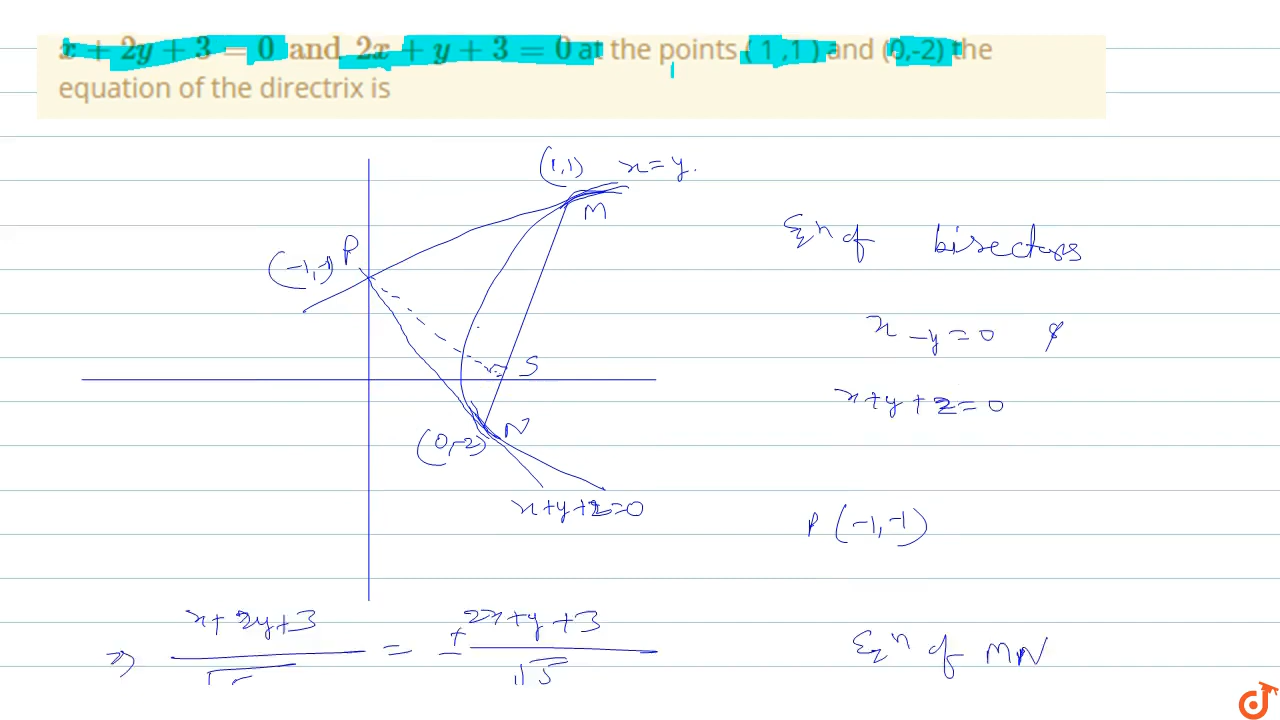 x + 2y + 3 = 0 and 2x + y + 3 = 0 at the points ( 1 ,1 ) and (0,-2) the
equation of the directrix is
(1,1) x = y.
M
Eqn of bisectors
P
(-1,-1)
x - y = 0 &
S
x + y + 2 = 0
(0,-2) N
x+y+2=0
P (-1,-1)
⇒ x + 2y + 3 / √5 = ± 2x + y + 3 / √5
Eqn of MN
d